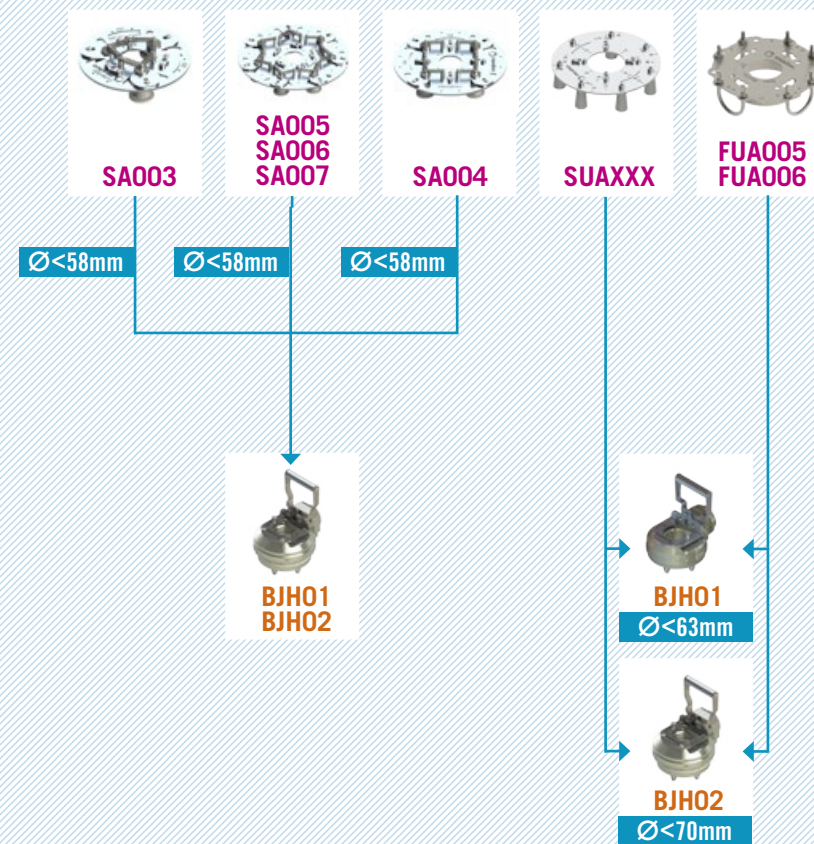 SA003
SA005
SA006
SA007
SA004
SUAXXX
FUA005
FUA006
Ø<58mm
Ø<58mm
Ø<58mm
BJH01
BJH02
BJH01
Ø<63mm
BJH02
Ø<70mm